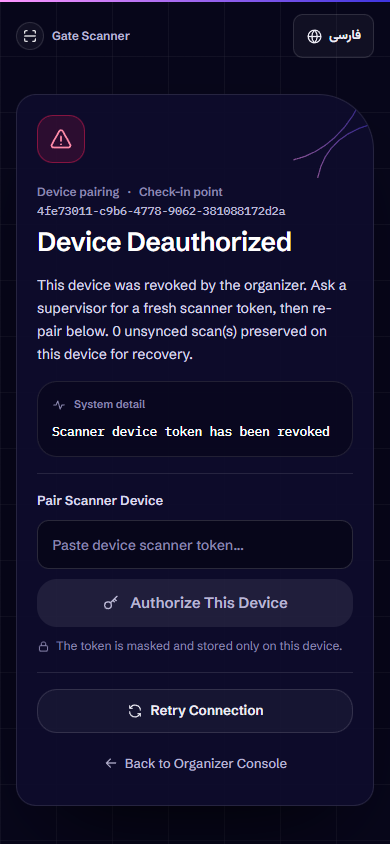 Gate Scanner
فارسی
Device pairing · Check-in point
4fe73011-c9b6-4778-9062-381088172d2a
Device Deauthorized
This device was revoked by the organizer. Ask a
supervisor for a fresh scanner token, then re-
pair below. 0 unsynced scan(s) preserved on
this device for recovery.
System detail
Scanner device token has been revoked
Pair Scanner Device
Paste device scanner token…
Authorize This Device
The token is masked and stored only on this device.
Retry Connection
Back to Organizer Console